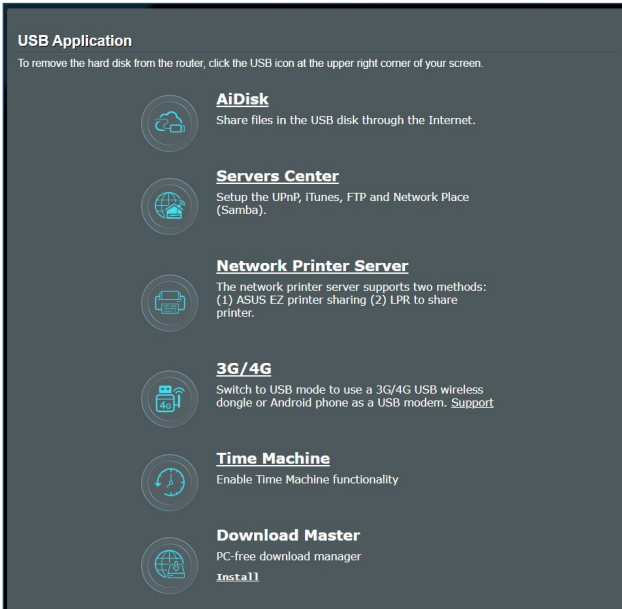 USB Application
To remove the hard disk from the router, click the USB icon at the upper right corner of your screen.
AiDisk
Share files in the USB disk through the Internet.
Servers Center
Setup the UPnP, iTunes, FTP and Network Place
(Samba).
Network Printer Server
The network printer server supports two methods:
(1) ASUS EZ printer sharing (2) LPR to share
printer.
3G/4G
4G
Switch to USB mode to use a 3G/4G USB wireless
dongle or Android phone as a USB modem. Support
Time Machine
Enable Time Machine functionality
Download Master
PC-free download manager
Install